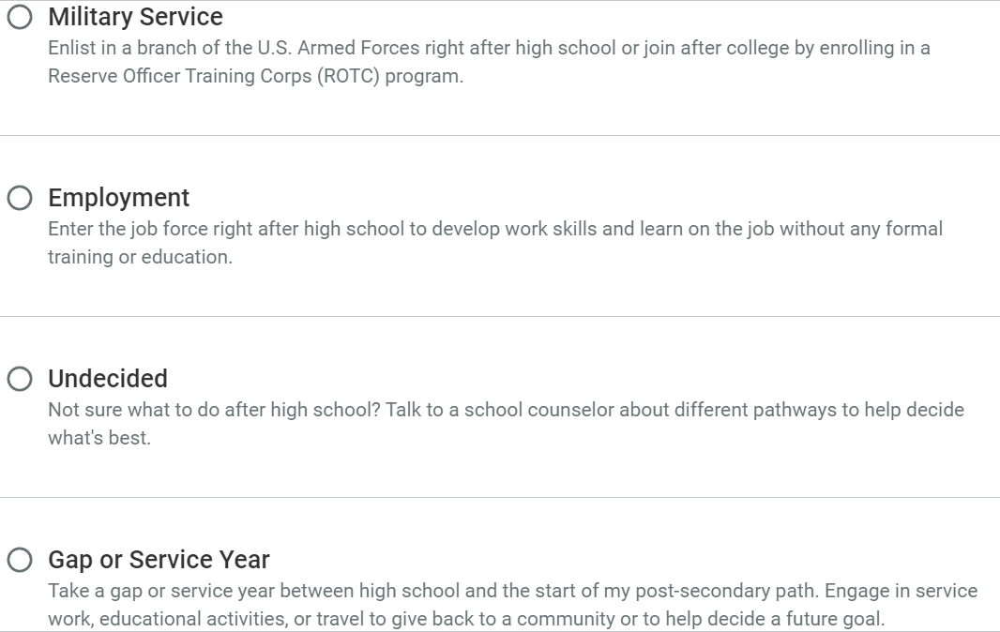 Military Service
Enlist in a branch of the U.S. Armed Forces right after high school or join after college by enrolling in a
Reserve Officer Training Corps (ROTC) program.
Employment
Enter the job force right after high school to develop work skills and learn on the job without any formal
training or education.
Undecided
Not sure what to do after high school? Talk to a school counselor about different pathways to help decide
what's best.
Gap or Service Year
Take a gap or service year between high school and the start of my post-secondary path. Engage in service
work, educational activities, or travel to give back to a community or to help decide a future goal.